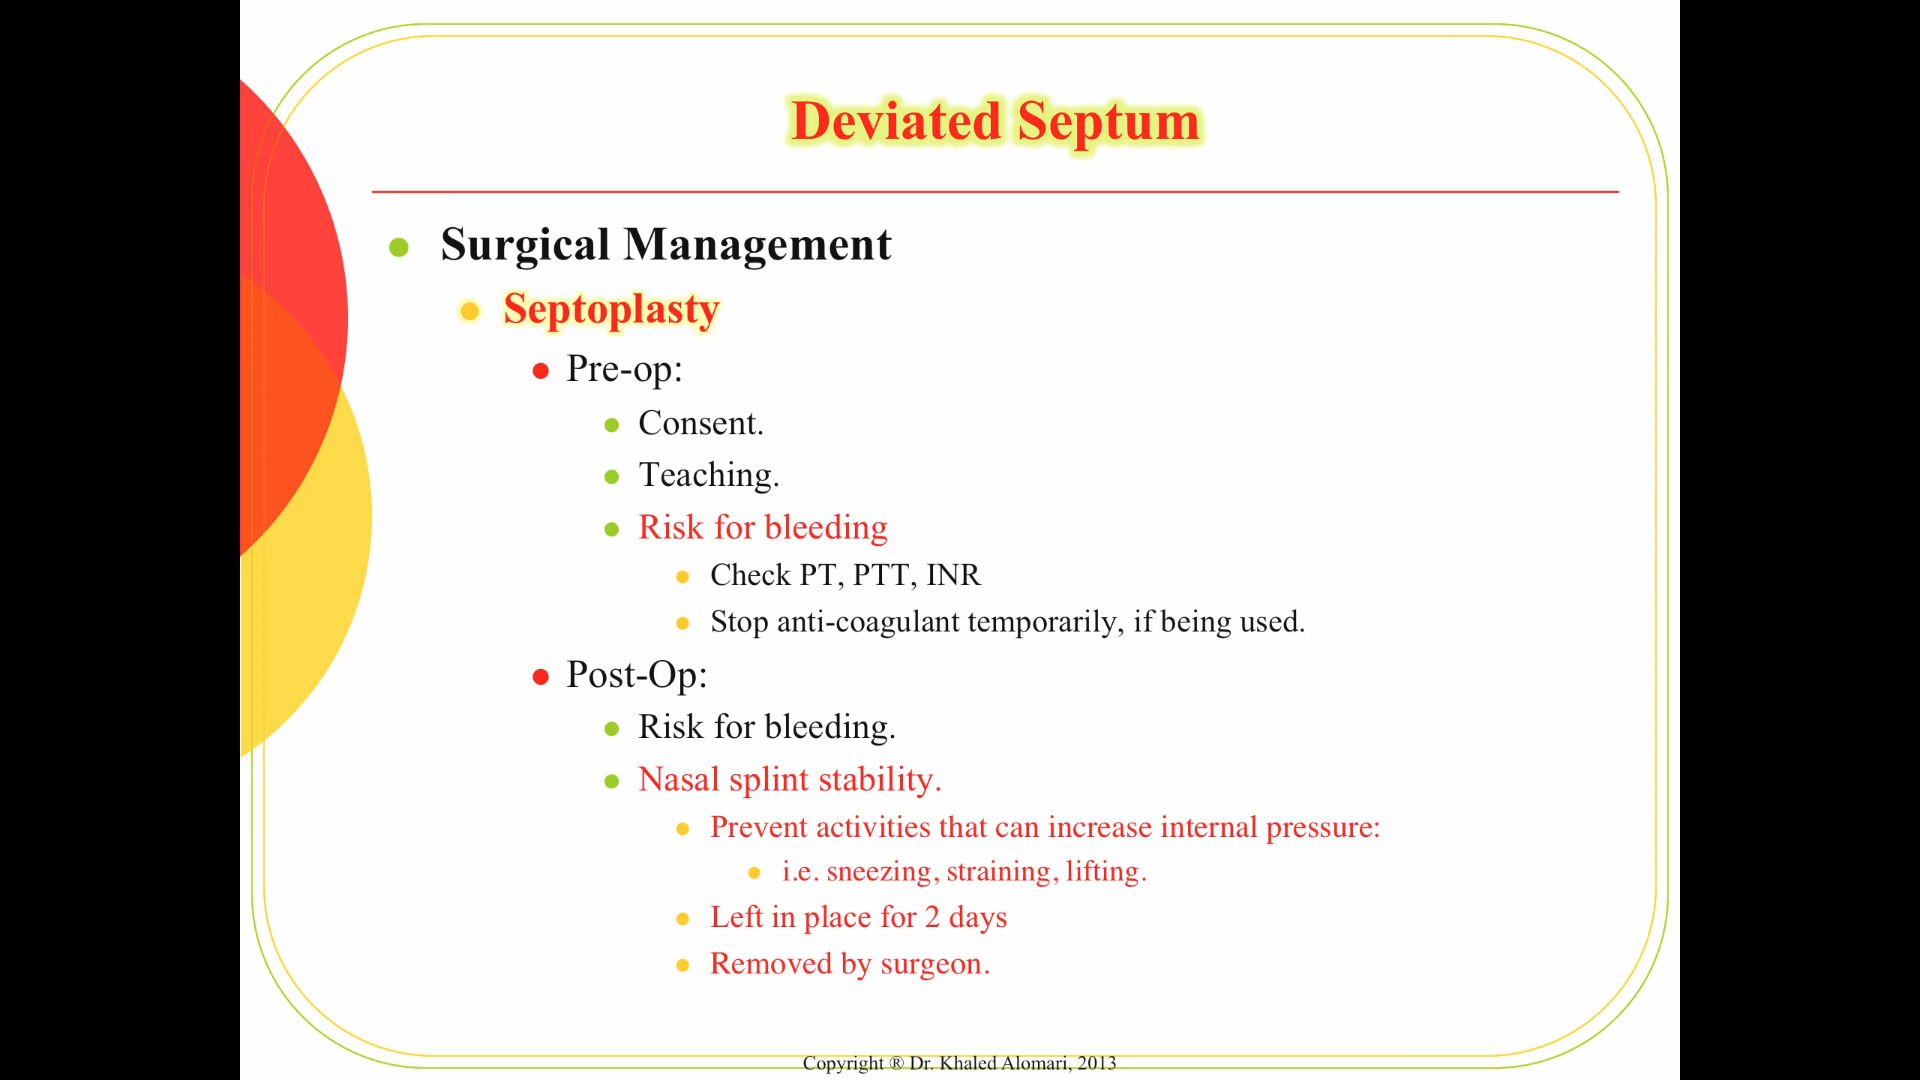 Deviated Septum
Surgical Management
Septoplasty
Pre-op:
Consent.
Teaching.
Risk for bleeding
Check PT, PTT, INR
Stop anti-coagulant temporarily, if being used.
Post-Op:
Risk for bleeding.
Nasal splint stability.
Prevent activities that can increase internal pressure:
i.e. sneezing, straining, lifting.
Left in place for 2 days
Removed by surgeon.
Copyright ® Dr. Khaled Alomari, 2013